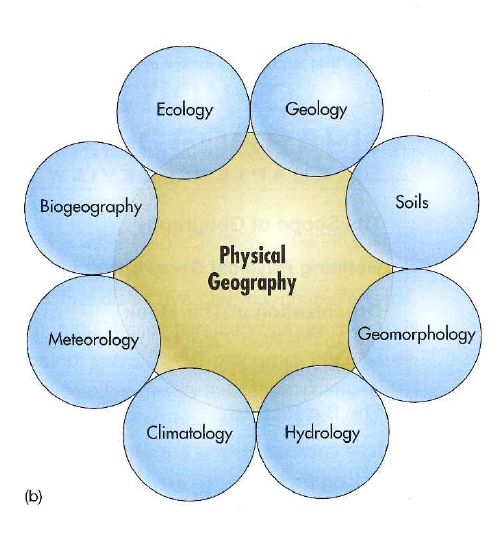 Ecology
Geology
Biogeography
Soils
Physical
Geography
Meteorology
Geomorphology
Climatology
Hydrology
(b)